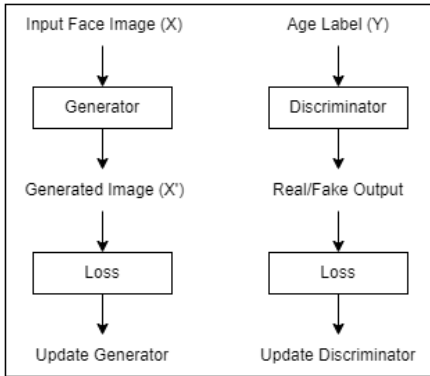 Input Face Image (X)
Age Label (Y)
Generator
Discriminator
Generated Image (X')
Real/Fake Output
Loss
Loss
Update Generator
Update Discriminator